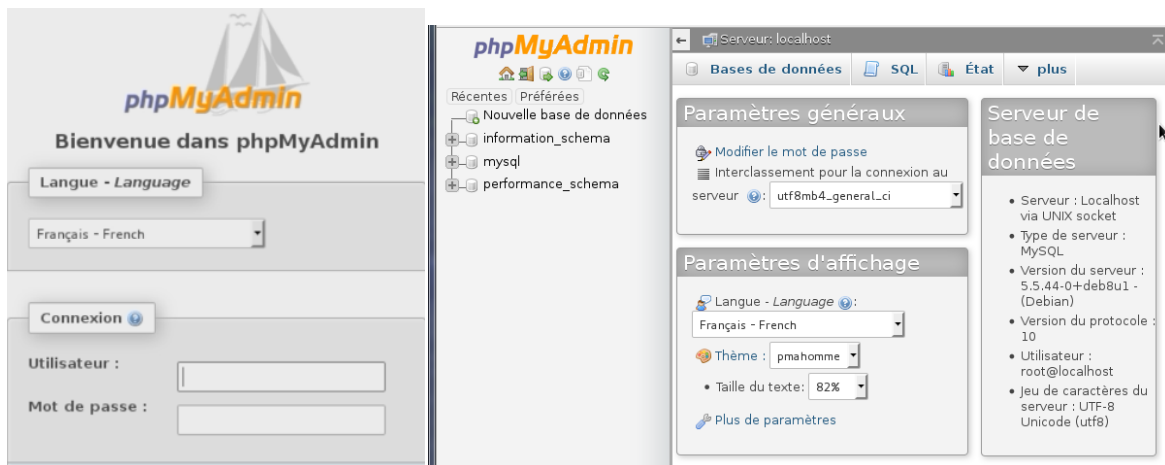 phpMyAdmin
Bienvenue dans phpMyAdmin
Langue - Language
Français - French
Connexion
Utilisateur :
Mot de passe :
phpMyAdmin
Récentes Préférées
Nouvelle base de données
information_schema
mysql
performance_schema
Serveur: localhost
Bases de données SQL État plus
Paramètres généraux
Modifier le mot de passe
Interclassement pour la connexion au
serveur : utf8mb4_general_ci
Paramètres d'affichage
Langue - Language :
Français - French
Thème : pmahomme
• Taille du texte: 82%
Plus de paramètres
Serveur de
base de
données
• Serveur : Localhost
via UNIX socket
• Type de serveur :
MySQL
• Version du serveur :
5.5.44-0+deb8u1 -
(Debian)
• Version du protocole :
10
• Utilisateur :
root@localhost
• Jeu de caractères du
serveur : UTF-8
Unicode (utf8)